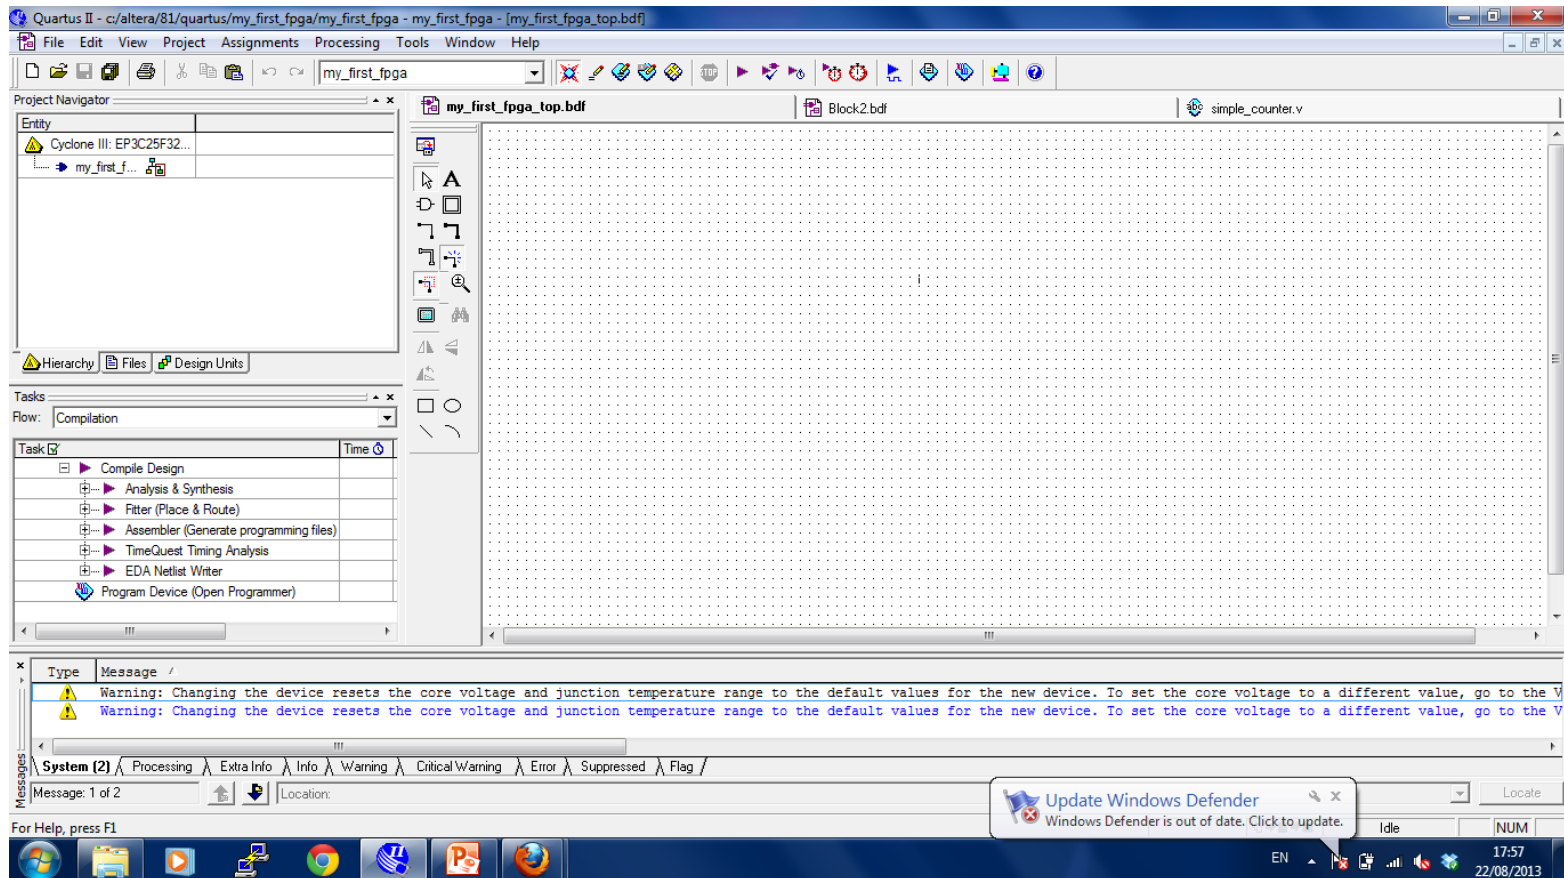 Quartus II - c:/altera/81/quartus/my_first_fpga/my_first_fpga - my_first_fpga - [my_first_fpga_top.bdf]
File Edit View Project Assignments Processing Tools Window Help
my_first_fpga
Project Navigator
my_first_fpga_top.bdf
Block2.bdf
simple_counter.v
Entity
Cyclone III: EP3C25F32...
my_first_f...
Hierarchy Files Design Units
Tasks
Flow: Compilation
Task Time
Compile Design
Analysis & Synthesis
Fitter (Place & Route)
Assembler (Generate programming files)
TimeQuest Timing Analysis
EDA Netlist Writer
Program Device (Open Programmer)
Type Message
Warning: Changing the device resets the core voltage and junction temperature range to the default values for the new device. To set the core voltage to a different value, go to the V
Warning: Changing the device resets the core voltage and junction temperature range to the default values for the new device. To set the core voltage to a different value, go to the V
Messages
System (2) Processing Extra Info Info Warning Critical Warning Error Suppressed Flag
Message: 1 of 2
Location:
Locate
Update Windows Defender
Windows Defender is out of date. Click to update.
For Help, press F1
Idle
NUM
EN
17:57
22/08/2013